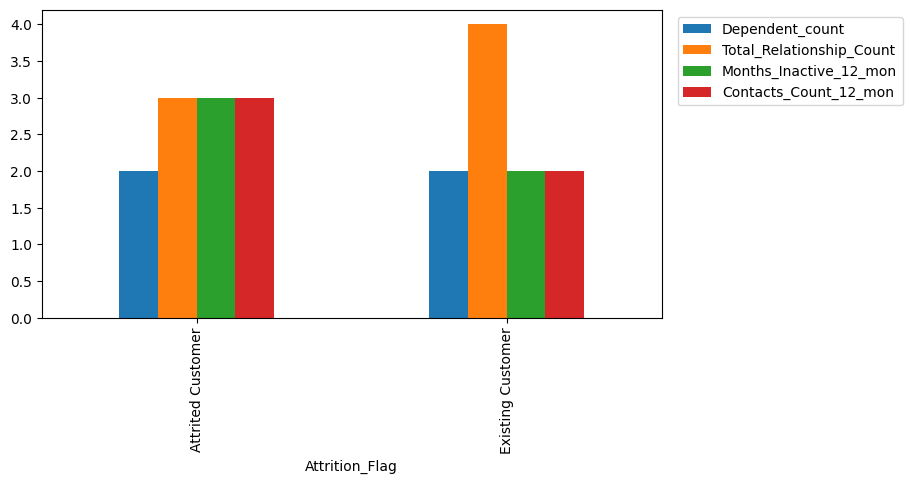 4.0
3.5
3.0
2.5
2.0
1.5
1.0
0.5
0.0
Attrited Customer
Existing Customer
Attrition_Flag
Dependent_count
Total_Relationship_Count
Months_Inactive_12_mon
Contacts_Count_12_mon